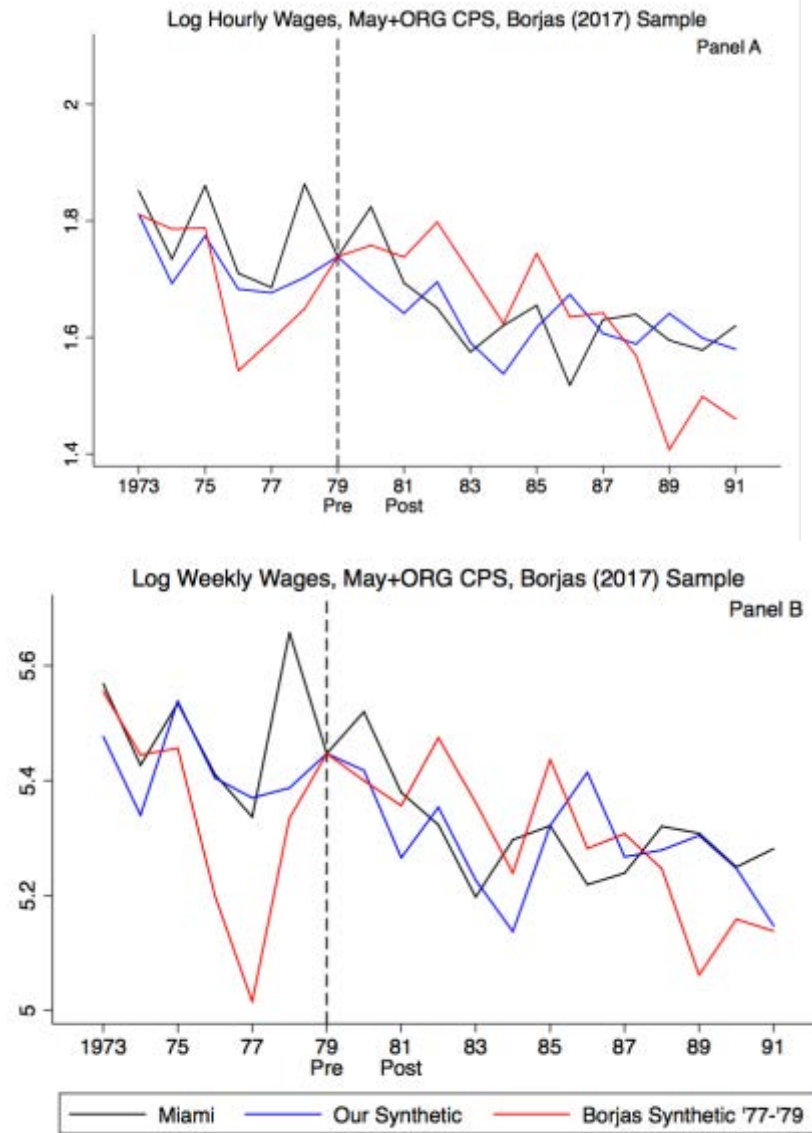 Log Hourly Wages, May+ORG CPS, Borjas (2017) Sample
Panel A
2
1.8
1.6
1.4
1973 75 77 79 81 83 85 87 89 91
Pre Post
Log Weekly Wages, May+ORG CPS, Borjas (2017) Sample
Panel B
5.6
5.4
5.2
5
1973 75 77 79 81 83 85 87 89 91
Pre Post
Miami Our Synthetic Borjas Synthetic '77-'79